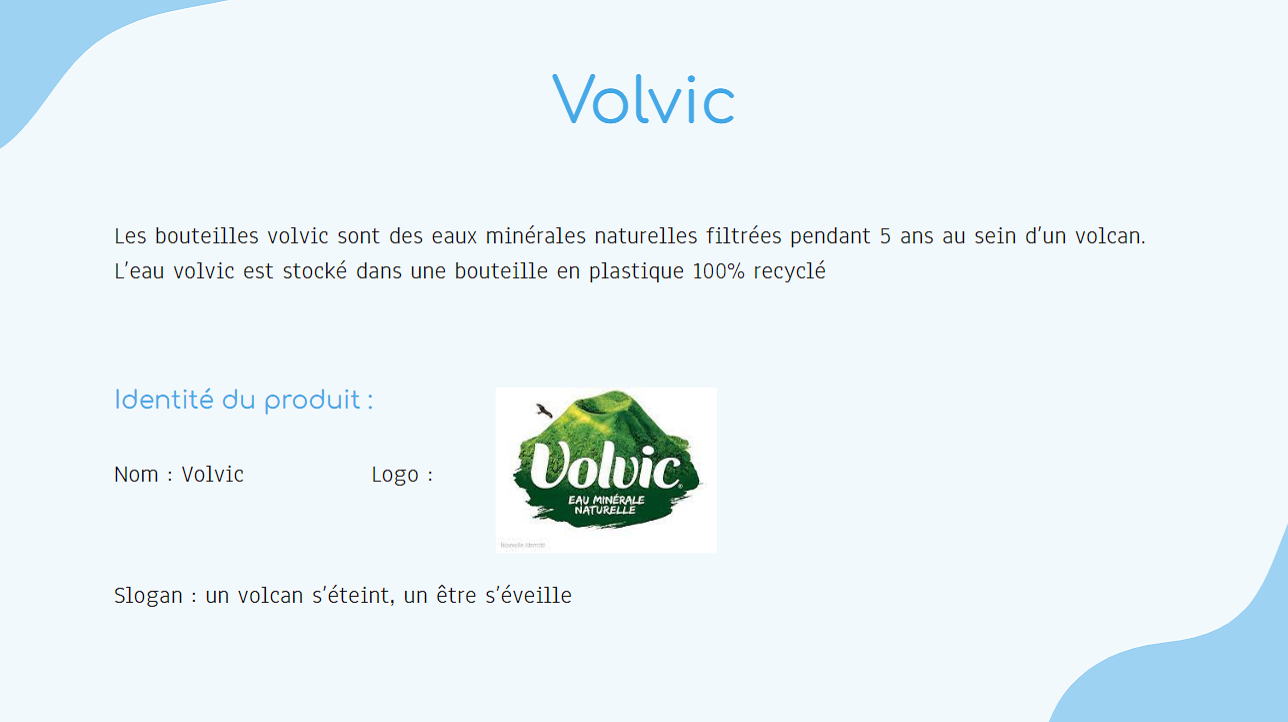 Volvic
Les bouteilles volvic sont des eaux minérales naturelles filtrées pendant 5 ans au sein d'un volcan.
L'eau volvic est stocké dans une bouteille en plastique 100% recyclé
Identité du produit :
Nom : Volvic
Logo :
Volvic
EAU MINÉRALE
NATURELLE
Nouvelle identité
Slogan : un volcan s'éteint, un être s'éveille